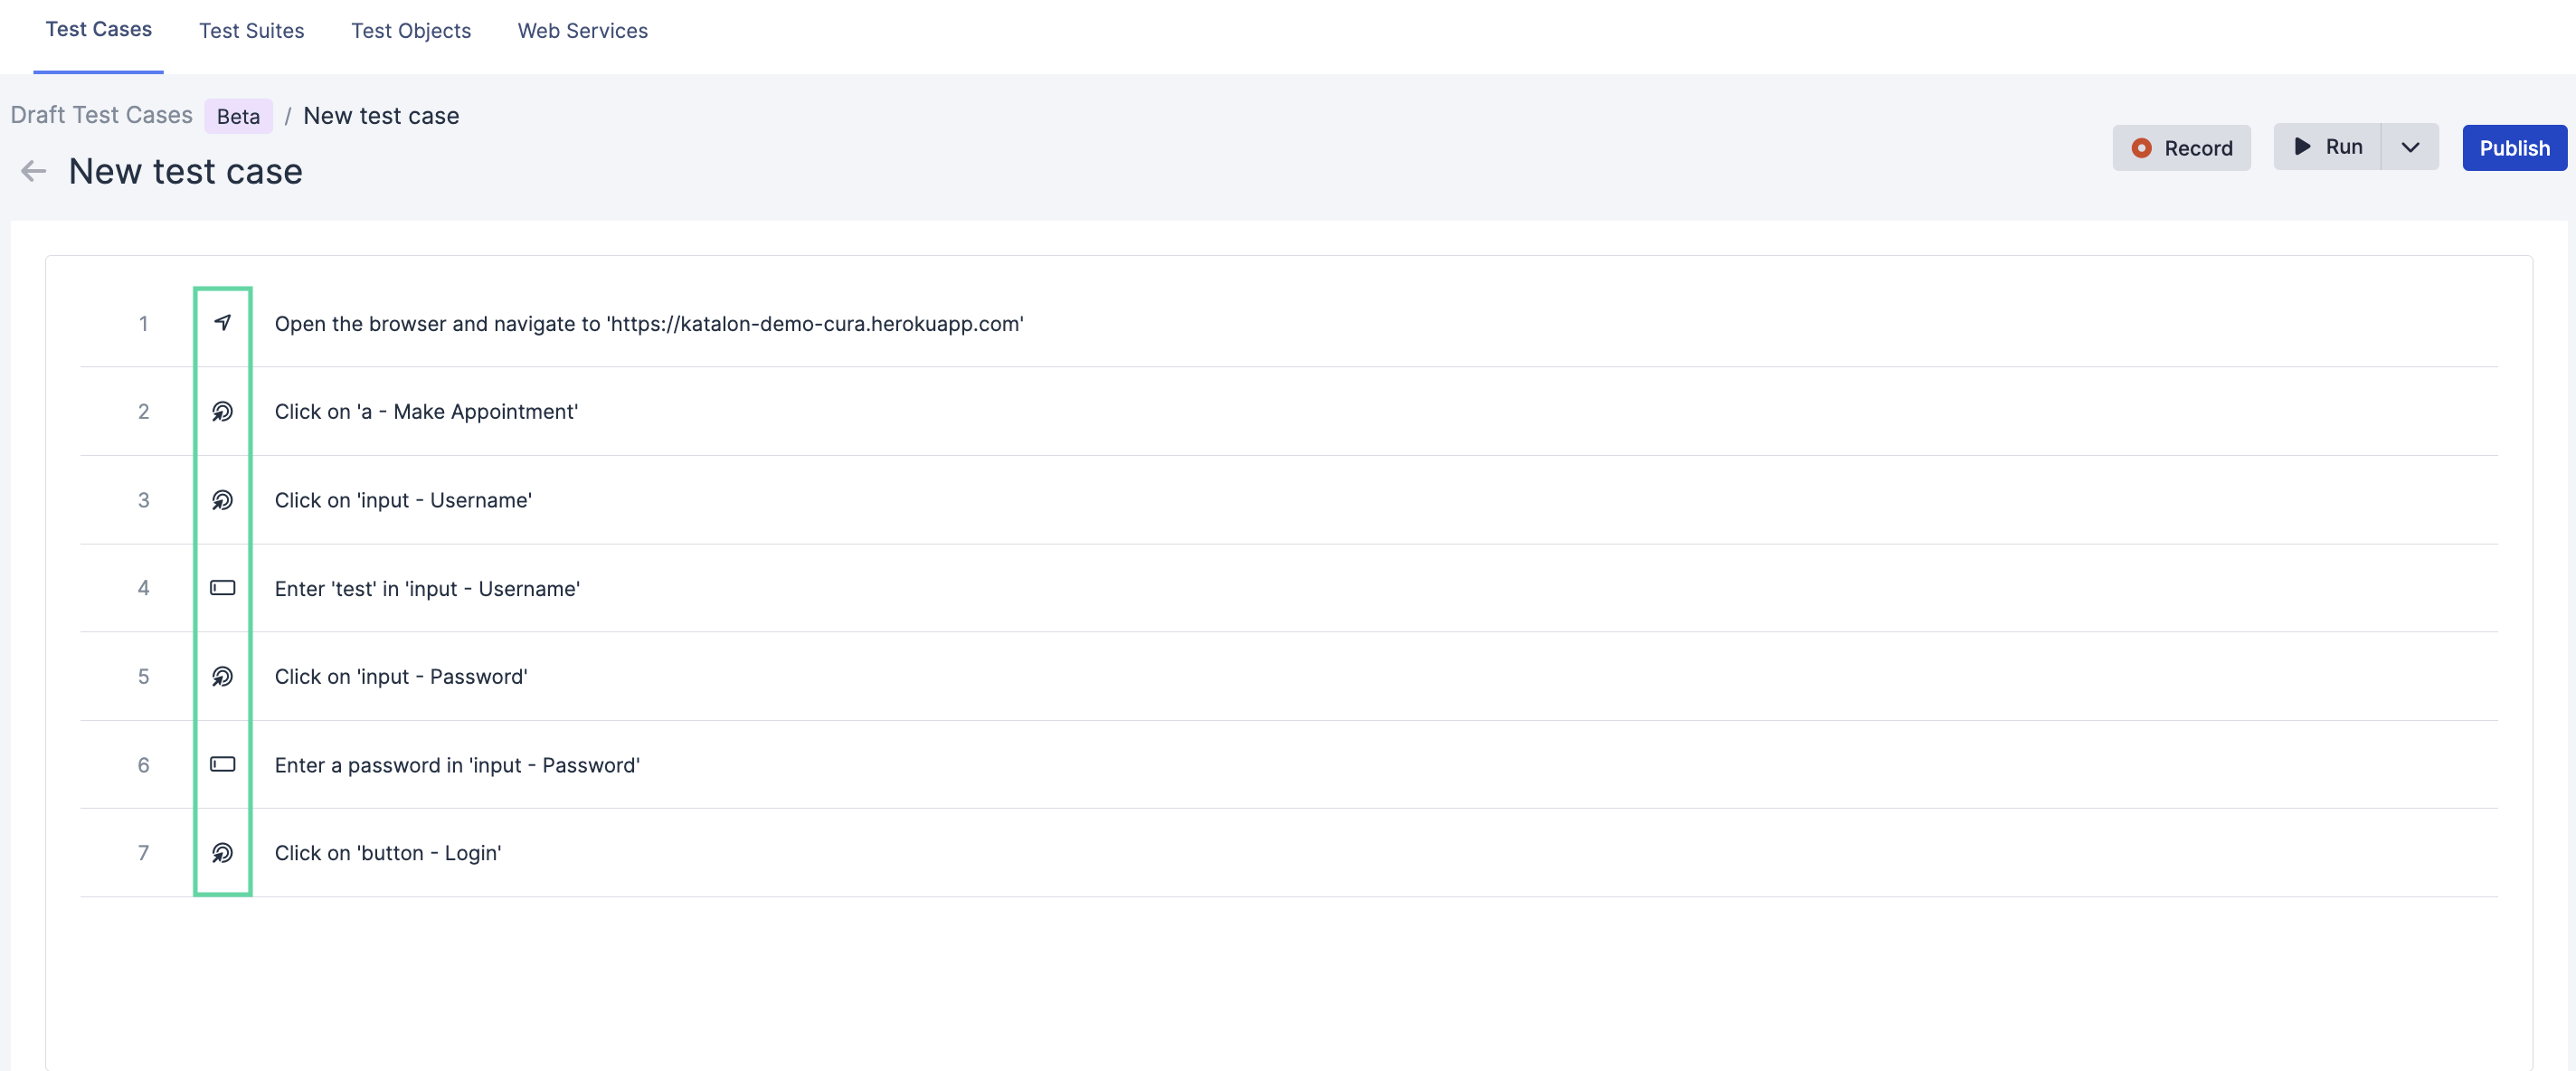 Test Cases Test Suites Test Objects Web Services
Draft Test Cases Beta / New test case
New test case
Record Run Publish
1 Open the browser and navigate to 'https://katalon-demo-cura.herokuapp.com'
2 Click on 'a - Make Appointment'
3 Click on 'input - Username'
4 Enter 'test' in 'input - Username'
5 Click on 'input - Password'
6 Enter a password in 'input - Password'
7 Click on 'button - Login'